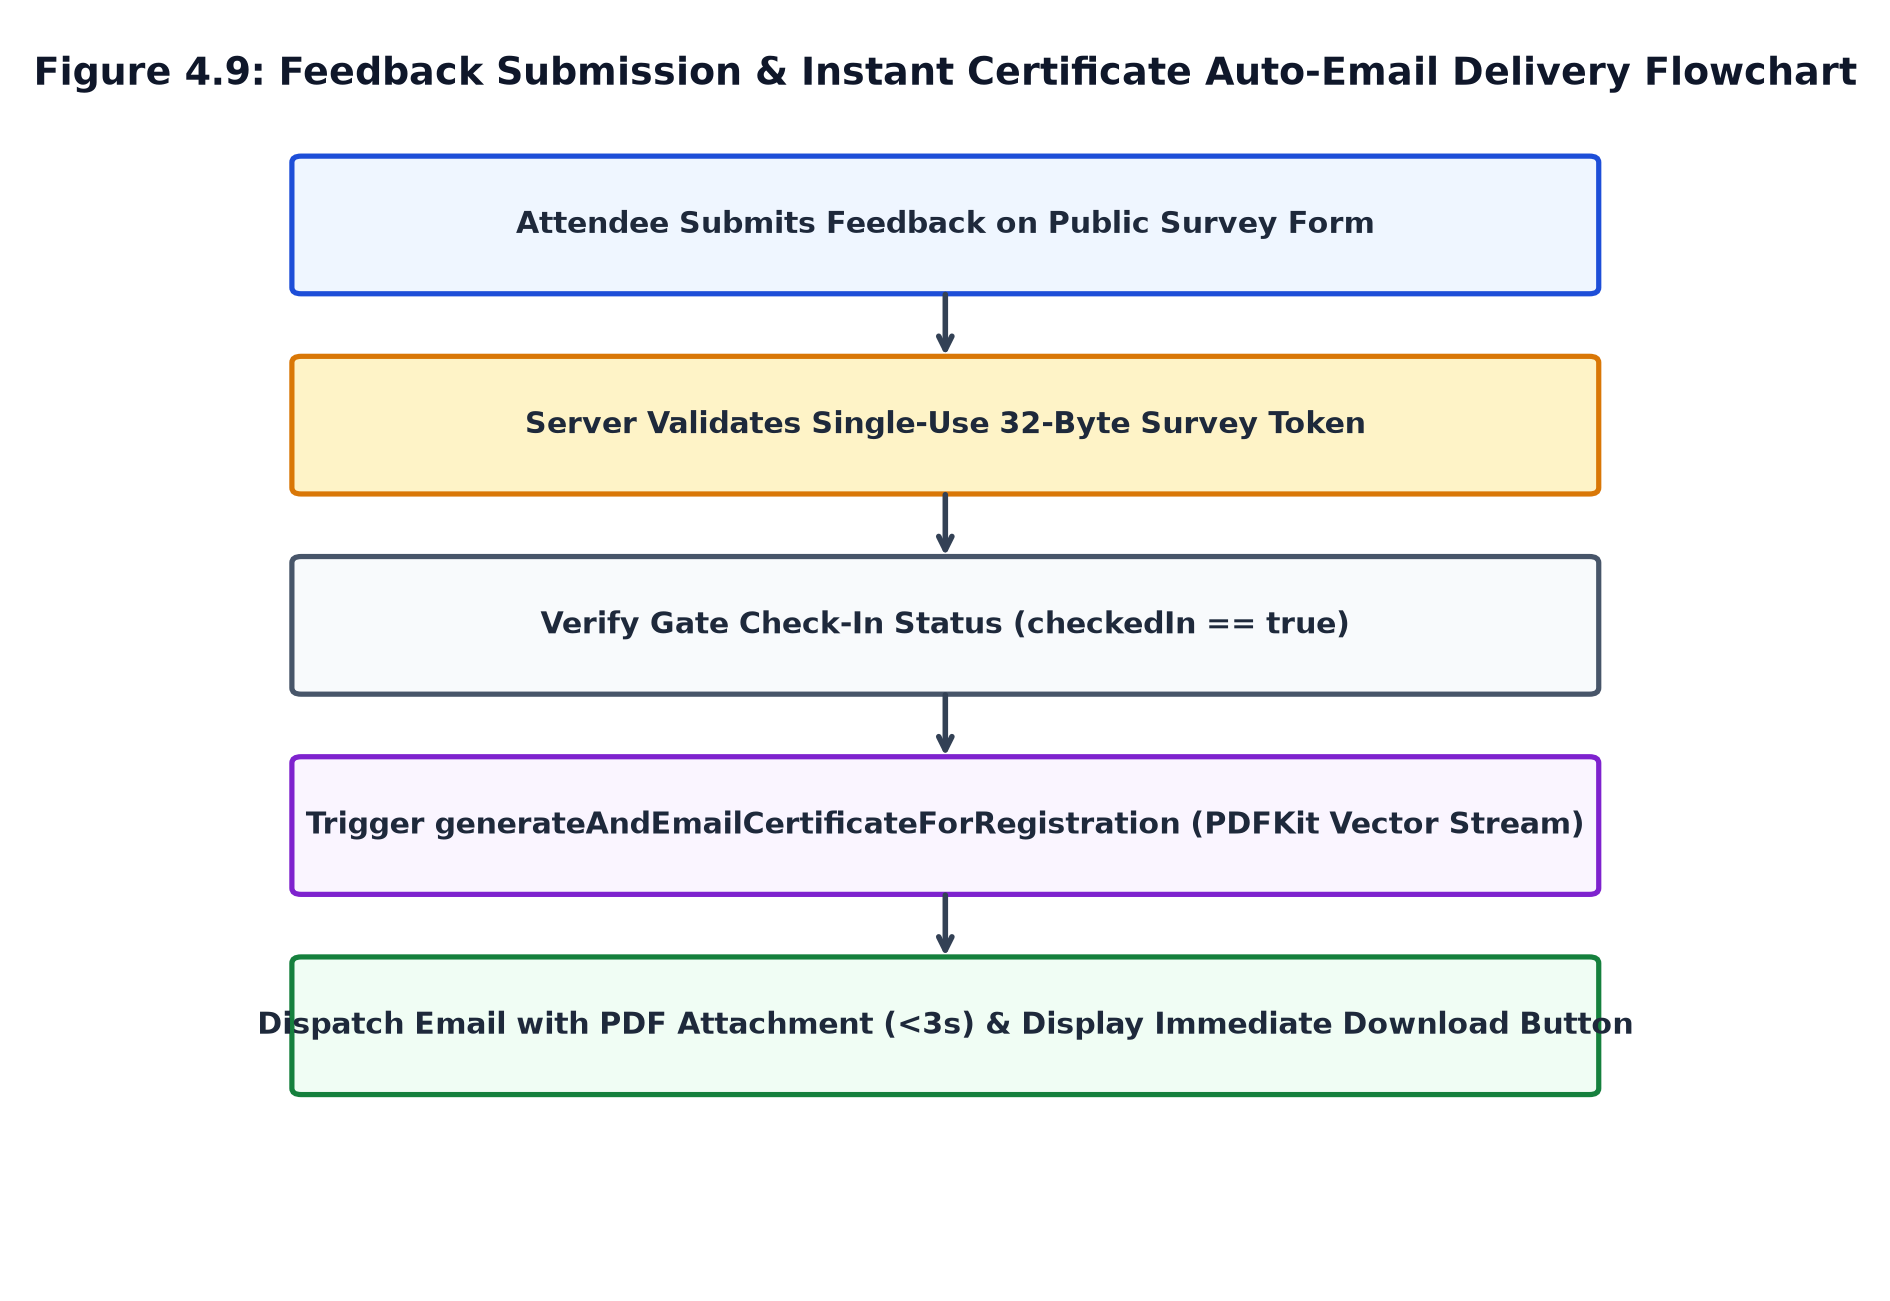 Figure 4.9: Feedback Submission & Instant Certificate Auto-Email Delivery Flowchart
Attendee Submits Feedback on Public Survey Form
Server Validates Single-Use 32-Byte Survey Token
Verify Gate Check-In Status (checkedIn == true)
Trigger generateAndEmailCertificateForRegistration (PDFKit Vector Stream)
Dispatch Email with PDF Attachment (<3s) & Display Immediate Download Button